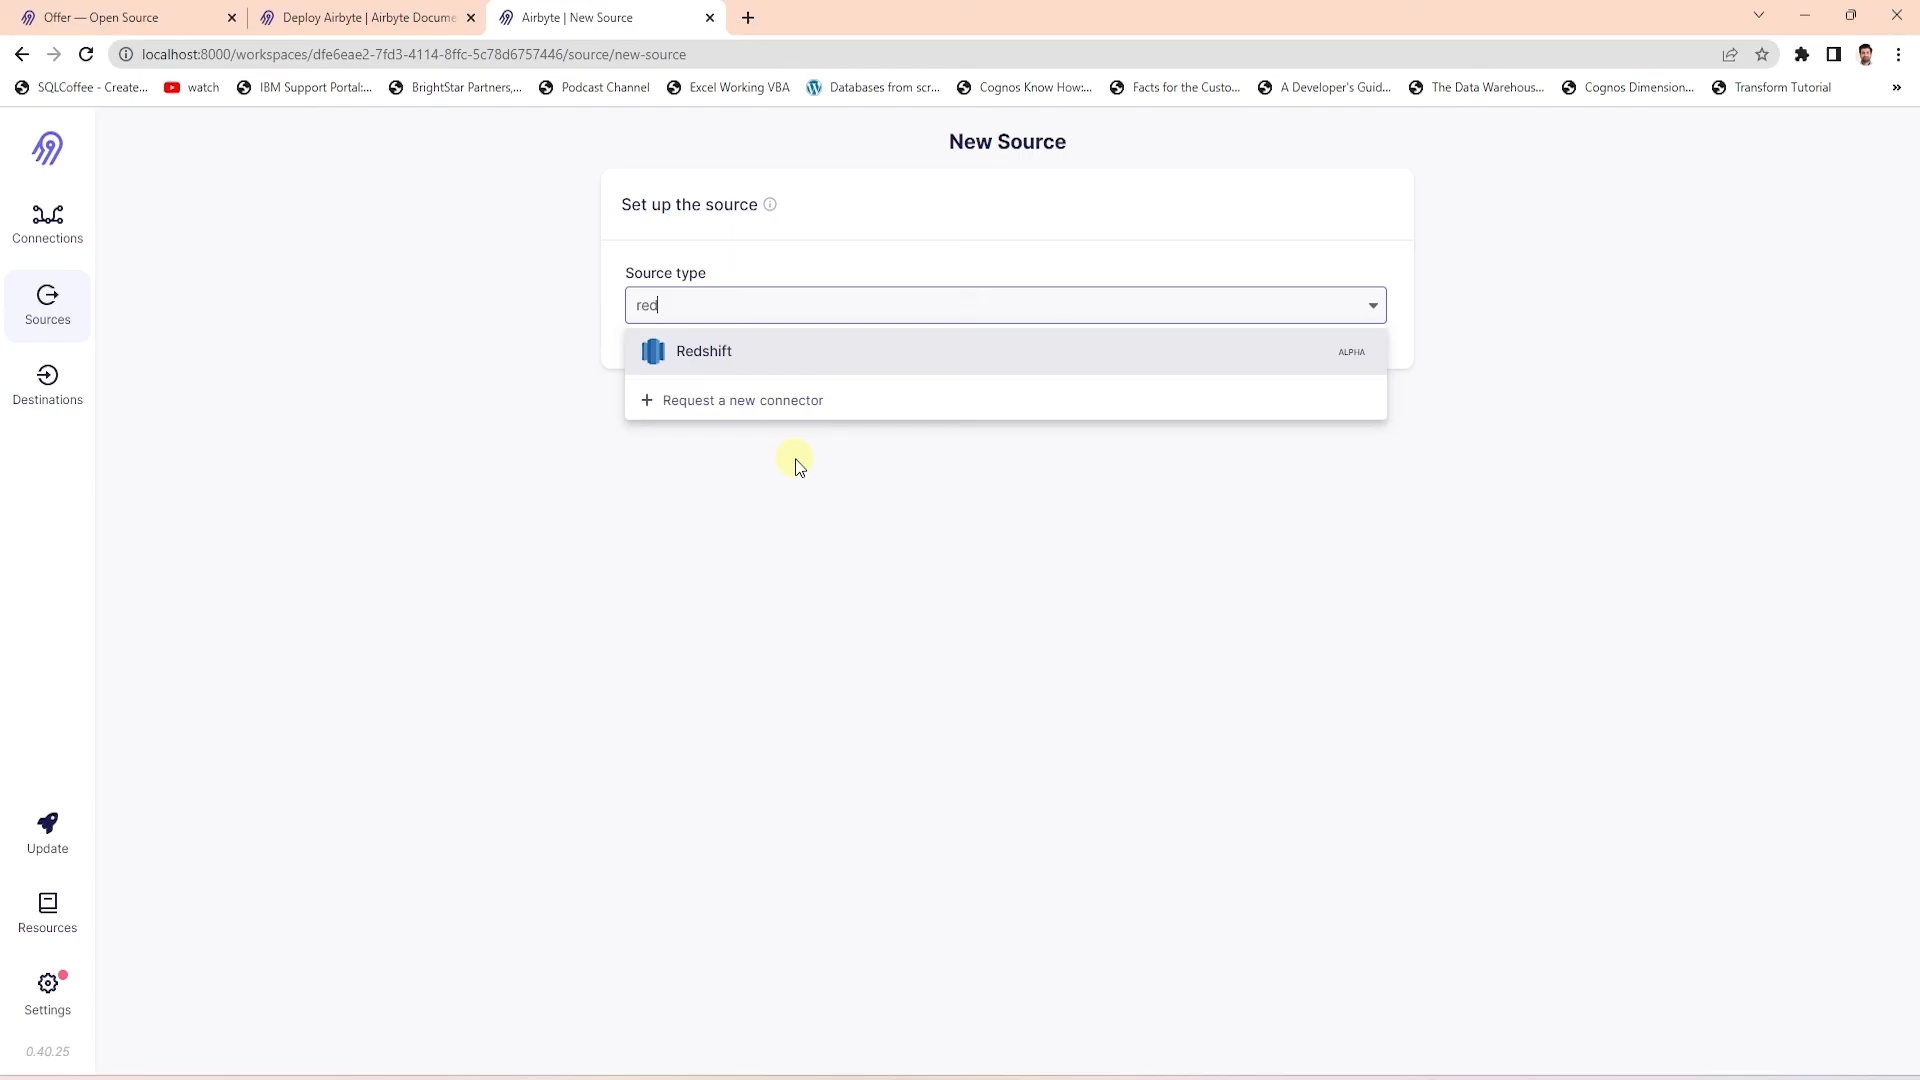 Offer — Open Source
Deploy Airbyte | Airbyte Docume
Airbyte | New Source
localhost:8000/workspaces/dfe6eae2-7fd3-4114-8ffc-5c78d6757446/source/new-source
SQLCoffee - Create...
watch
IBM Support Portal:...
BrightStar Partners,...
Podcast Channel
Excel Working VBA
Databases from scr...
Cognos Know How:...
Facts for the Custo...
A Developer's Guid...
The Data Warehous...
Cognos Dimension...
Transform Tutorial
»
New Source
Set up the source
Source type
red
Redshift
ALPHA
+ Request a new connector
Connections
Sources
Destinations
Update
Resources
Settings
0.40.25